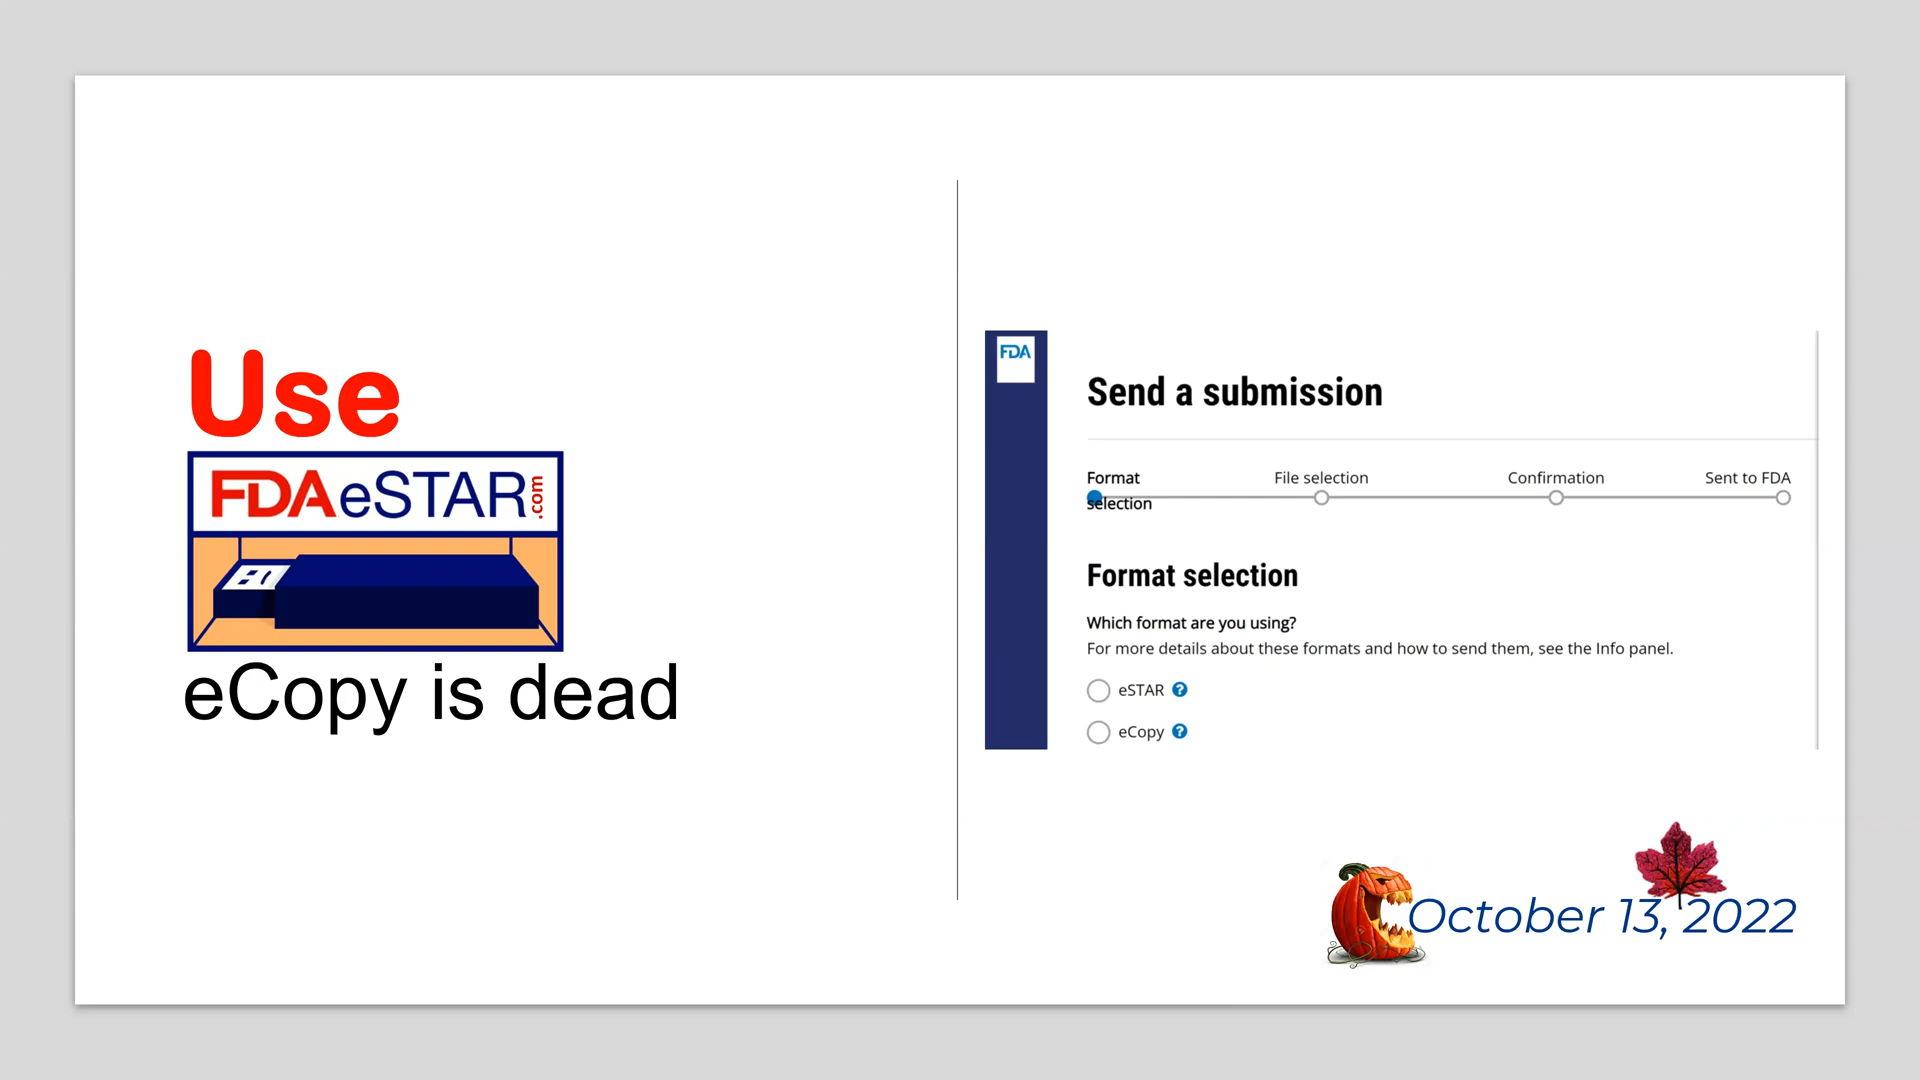 Use
FDA eSTAR .com
eCopy is dead
FDA
Send a submission
Format selection
File selection
Confirmation
Sent to FDA
Format selection
Which format are you using?
For more details about these formats and how to send them, see the Info panel.
eSTAR ?
eCopy ?
October 13, 2022